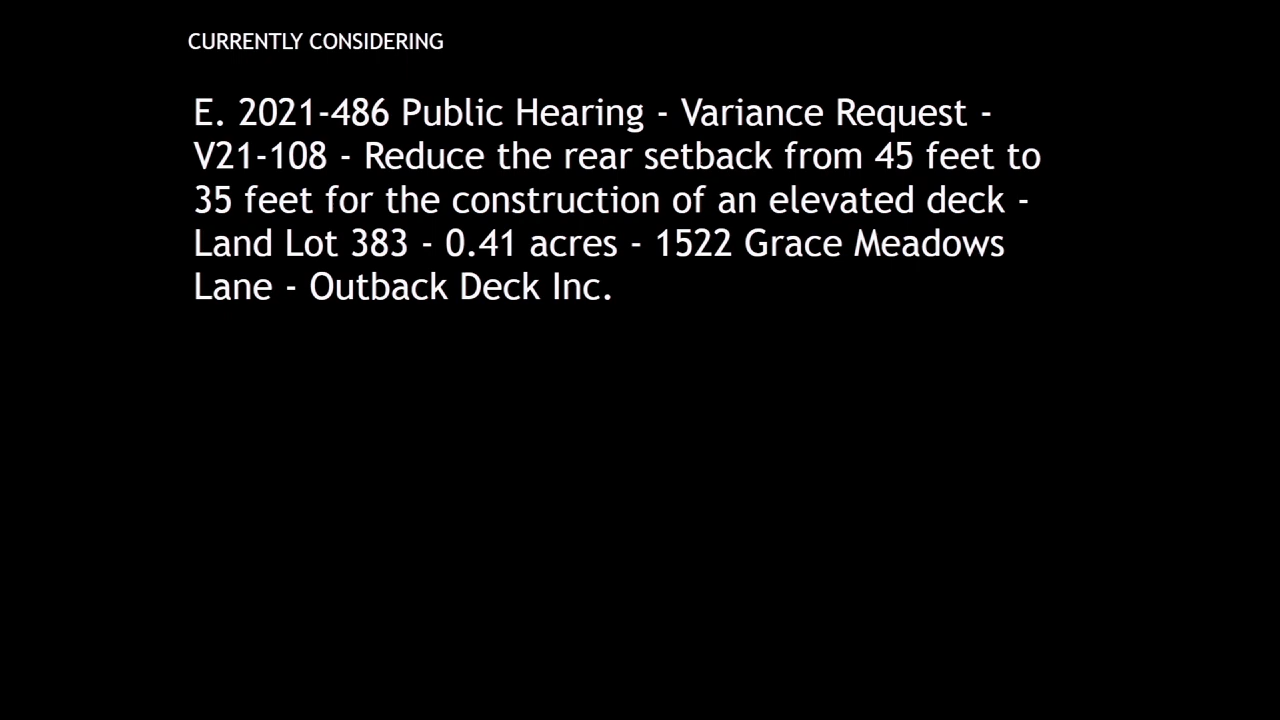 CURRENTLY CONSIDERING
E. 2021-486 Public Hearing - Variance Request -
V21-108 - Reduce the rear setback from 45 feet to
35 feet for the construction of an elevated deck -
Land Lot 383 - 0.41 acres - 1522 Grace Meadows
Lane - Outback Deck Inc.